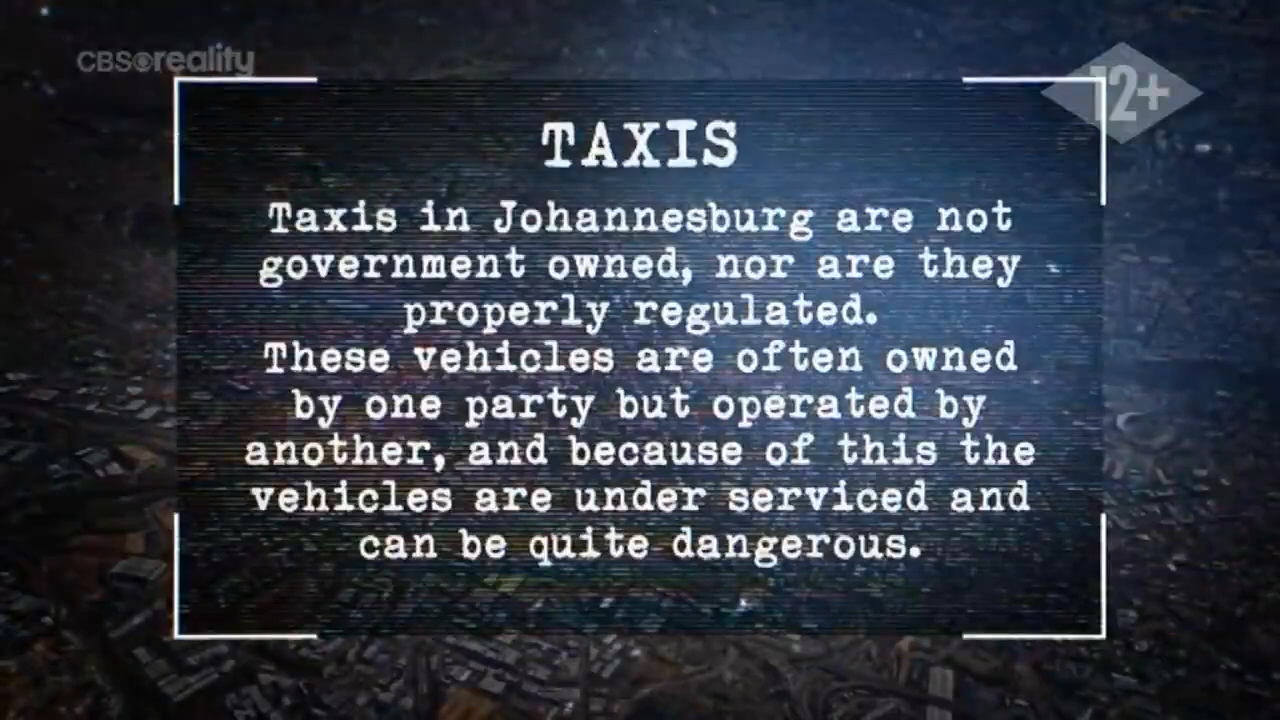 CBS reality
12+
TAXIS
Taxis in Johannesburg are not
government owned, nor are they
properly regulated.
These vehicles are often owned
by one party but operated by
another, and because of this the
vehicles are under serviced and
can be quite dangerous.